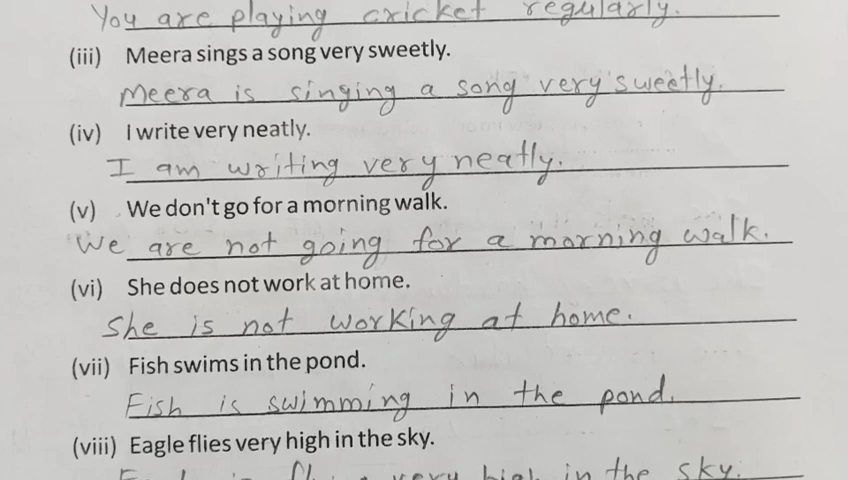 You are playing cricket regularly.
(iii) Meera sings a song very sweetly.
Meera is singing a song very sweetly.
(iv) I write very neatly.
I am writing very neatly.
(v) We don't go for a morning walk.
We are not going for a morning walk.
(vi) She does not work at home.
She is not working at home.
(vii) Fish swims in the pond.
Fish is swimming in the pond.
(viii) Eagle flies very high in the sky.
very high in the sky.